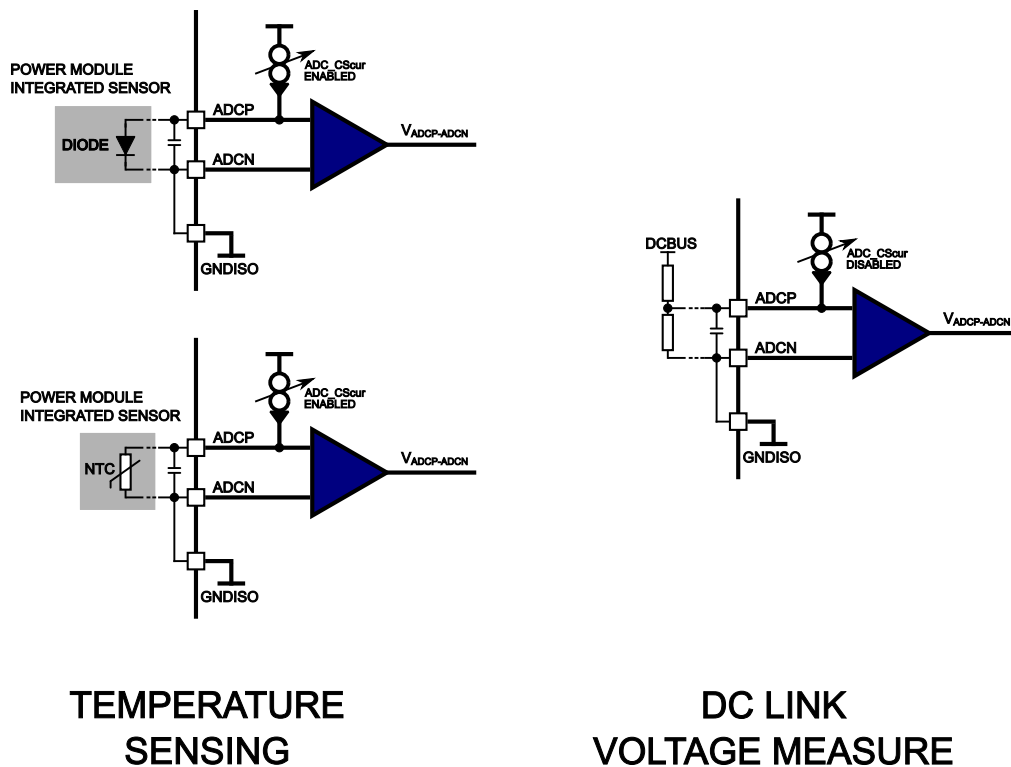 POWER MODULE
INTEGRATED SENSOR
DIODE
ADCP
ADC_CScur
ENABLED
ADCN
VADCP-ADCN
GNDISO
POWER MODULE
INTEGRATED SENSOR
NTC
ADCP
ADC_CScur
ENABLED
ADCN
VADCP-ADCN
GNDISO
TEMPERATURE
SENSING
DCBUS
ADCP
ADC_CScur
DISABLED
ADCN
VADCP-ADCN
GNDISO
DC LINK
VOLTAGE MEASURE